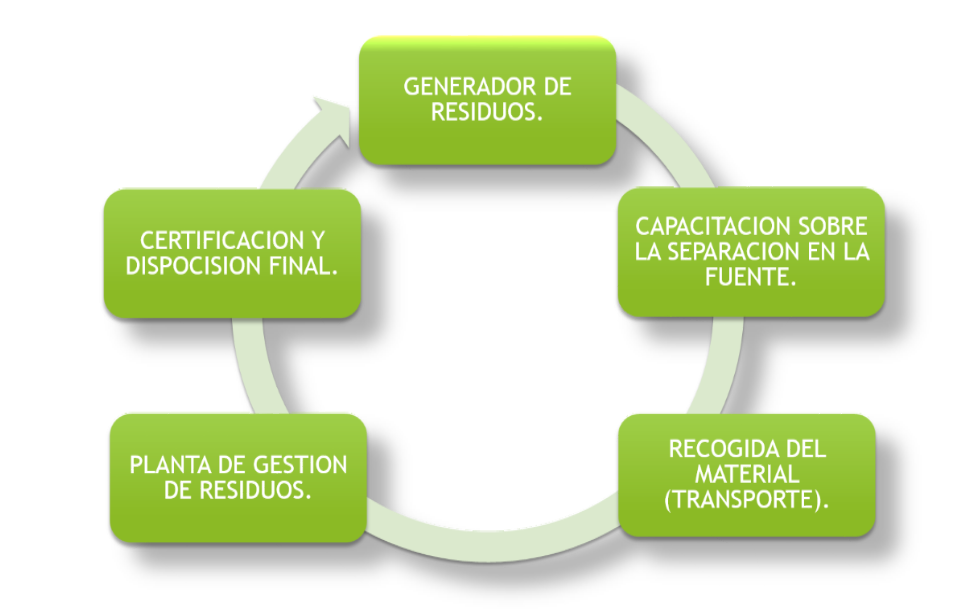 GENERADOR DE
RESIDUOS.
CAPACITACION SOBRE
LA SEPARACION EN LA
FUENTE.
RECOGIDA DEL
MATERIAL
(TRANSPORTE).
PLANTA DE GESTION
DE RESIDUOS.
CERTIFICACION Y
DISPOCISION FINAL.